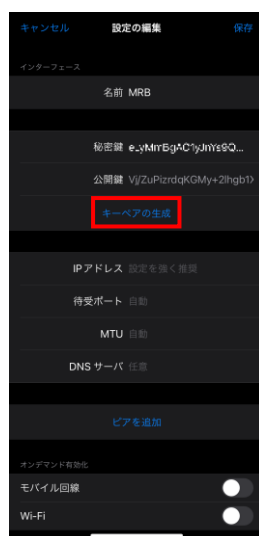 キャンセル 設定の編集 保存
インターフェース
名前 MRB
秘密鍵
公開鍵 Vj/ZuPizrdqKGMy+2Ihgb1
キーペアの生成
IPアドレス 設定を強く推奨
待受ポート 自動
MTU 自動
DNS サーバ 任意
ピアを追加
オンデマンド有効化
モバイル回線
Wi-Fi